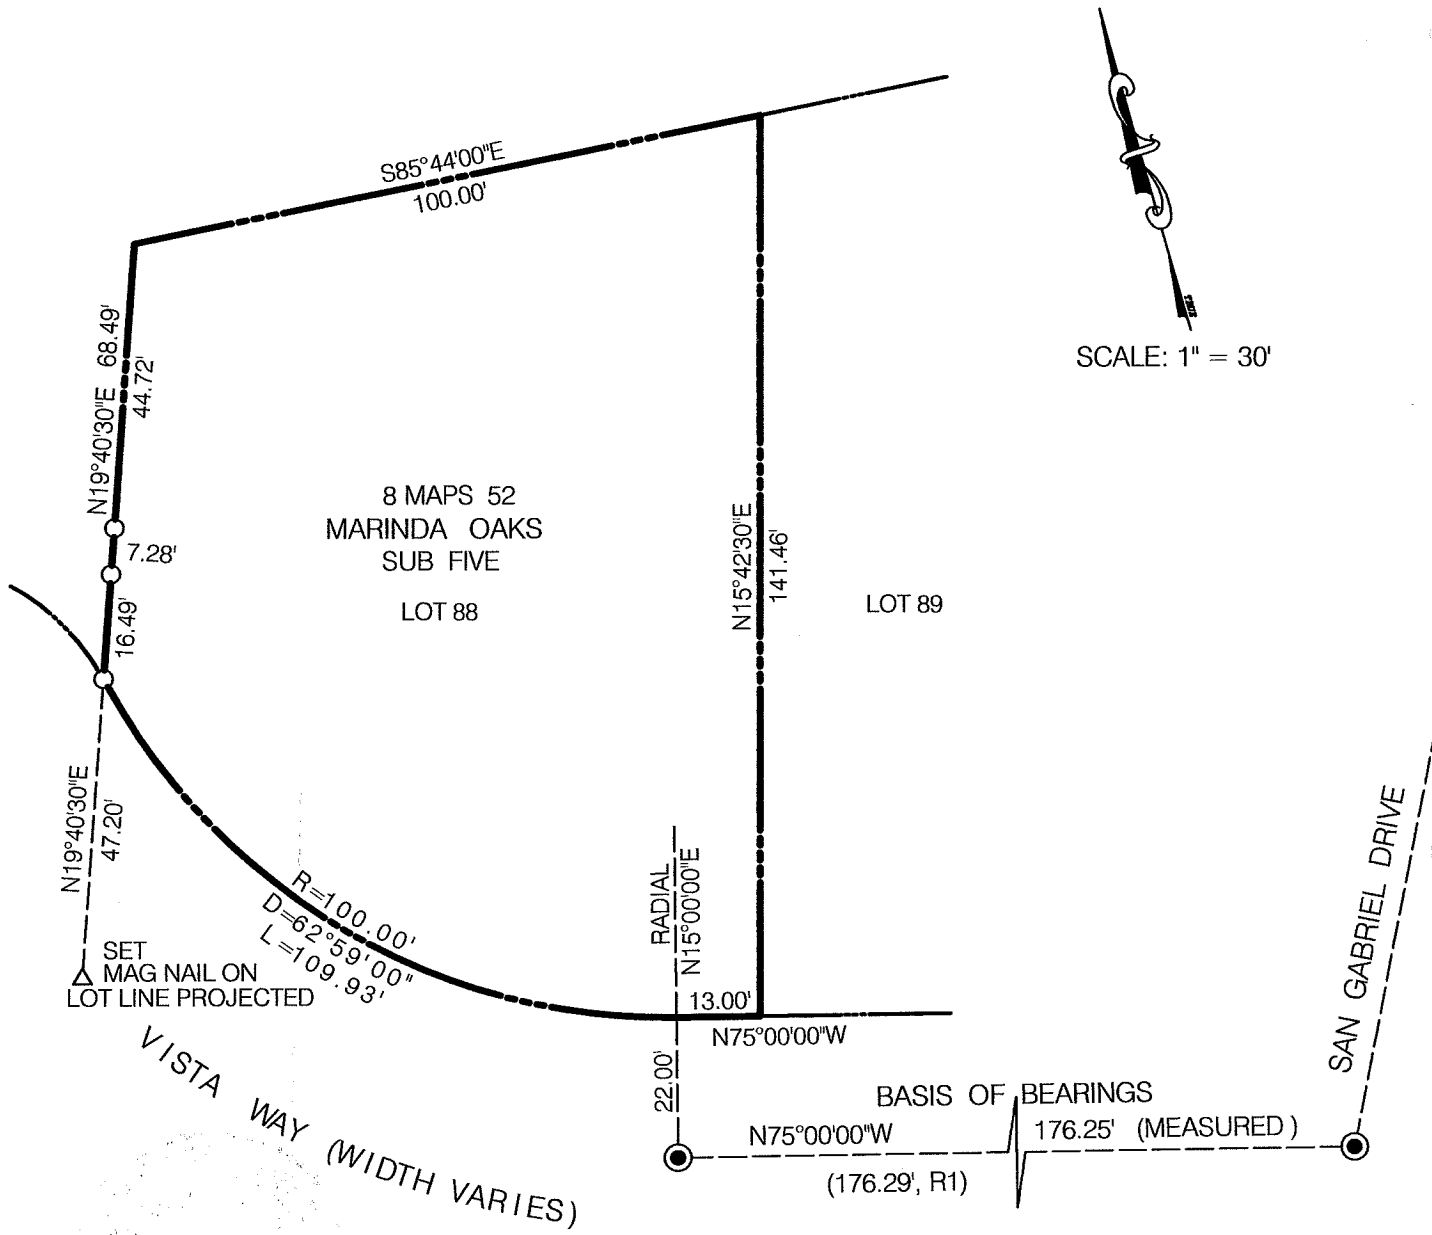 S85°44'00"E
100.00'
SCALE: 1" = 30'
N19°40'30"E 68.49'
44.72'
8 MAPS 52
MARINDA OAKS
SUB FIVE
LOT 88
7.28'
16.49'
N15°42'30"E
141.46'
LOT 89
N19°40'30"E
47.20'
SET
MAG NAIL ON
LOT LINE PROJECTED
R=100.00'
D=62°59'00"
L=109.93'
RADIAL
N15°00'00"E
13.00'
N75°00'00"W
22.00'
VISTA WAY (WIDTH VARIES)
BASIS OF BEARINGS
N75°00'00"W
176.25' (MEASURED)
(176.29', R1)
SAN GABRIEL DRIVE